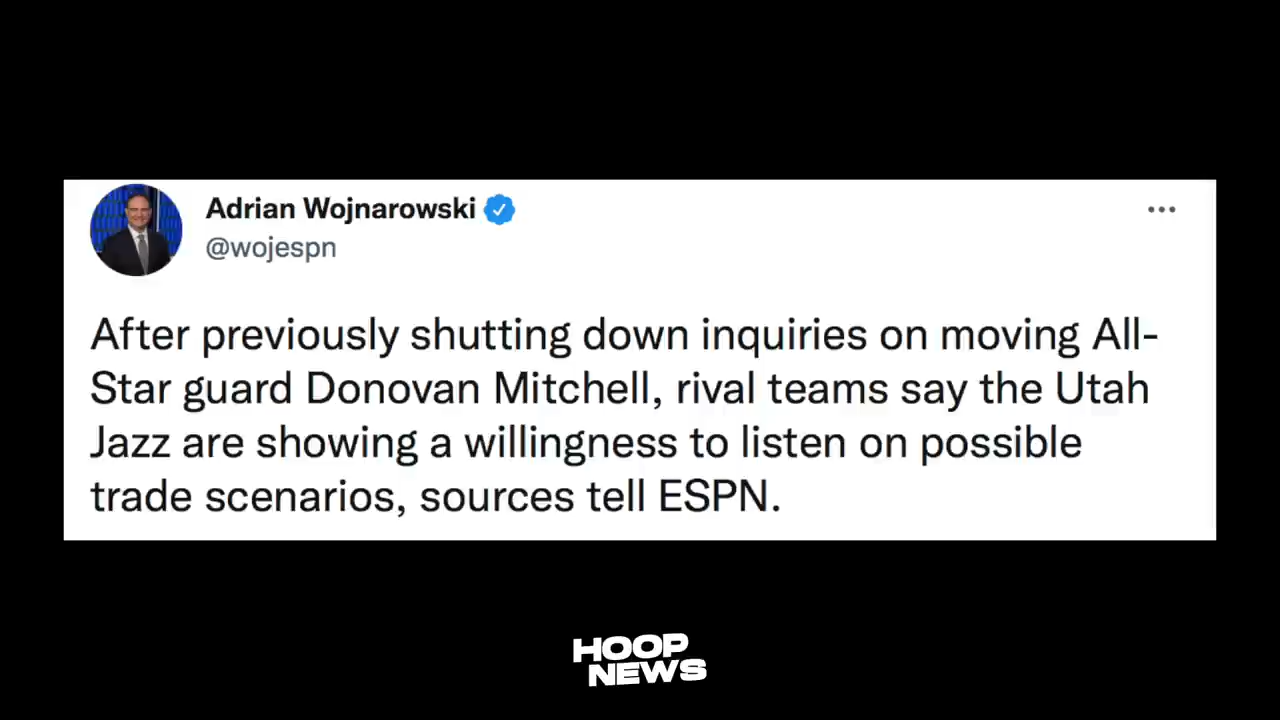 Adrian Wojnarowski
@wojespn
After previously shutting down inquiries on moving All-
Star guard Donovan Mitchell, rival teams say the Utah
Jazz are showing a willingness to listen on possible
trade scenarios, sources tell ESPN.
HOOP
NEWS